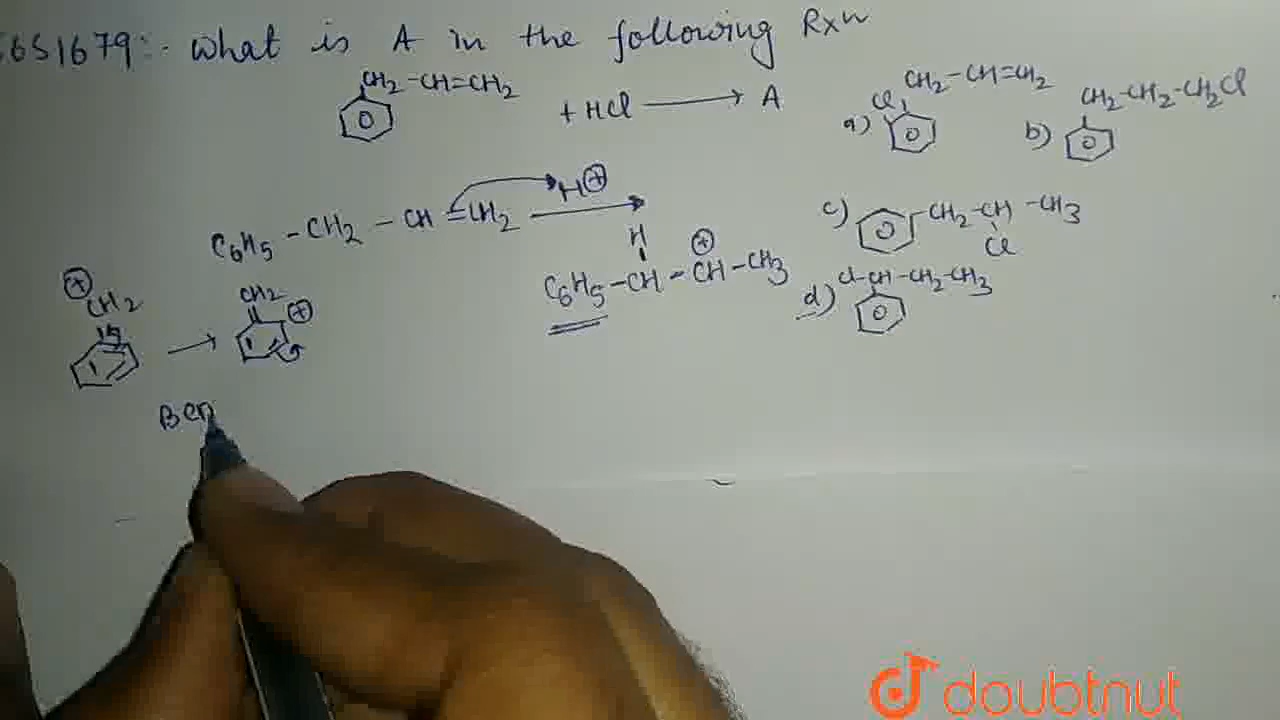 5651679:- What is A in the following Rxn
CH2-CH=CH2
+ HCl → A
a) Cl CH2-CH=CH2
b) CH2-CH2-CH2Cl
C6H5-CH2-CH=CH2 → H⊕
c) CH2-CH-CH3
Cl
H ⊕
C6H5-CH-CH-CH3
d) Cl-CH-CH2-CH3
⊕
CH2 → CH2 ⊕
Ben
doubtnut